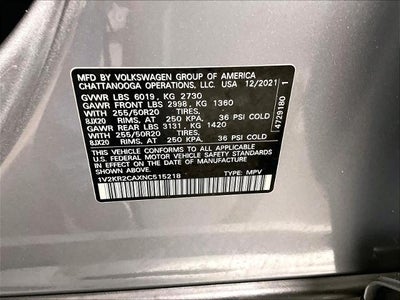 MFD BY VOLKSWAGEN GROUP OF AMERICA
CHATTANOOGA OPERATIONS, LLC. USA 12/2021
GVWR LBS 6019, KG 2730
GAWR FRONT LBS 2998, KG 1360
WITH 255/50R20 TIRES,
8JX20 RIMS, AT 250 KPA, 36 PSI COLD
GAWR REAR LBS 3131, KG 1420
WITH 255/50R20 TIRES,
8JX20 RIMS, AT 250 KPA, 36 PSI COLD
THIS VEHICLE CONFORMS TO ALL APPLICABLE
U.S. FEDERAL MOTOR VEHICLE SAFETY STANDARDS
IN EFFECT ON THE DATE OF MANUFACTURE
SHOWN ABOVE.
1V2KR2CAXNC515218 TYPE: MPV
4729180 1